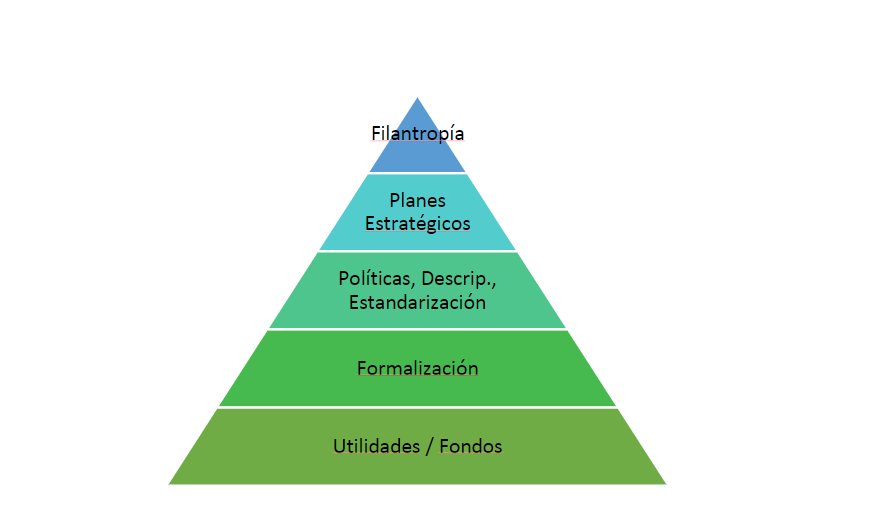 Filantropía
Planes
Estratégicos
Políticas, Descrip.,
Estandarización
Formalización
Utilidades / Fondos